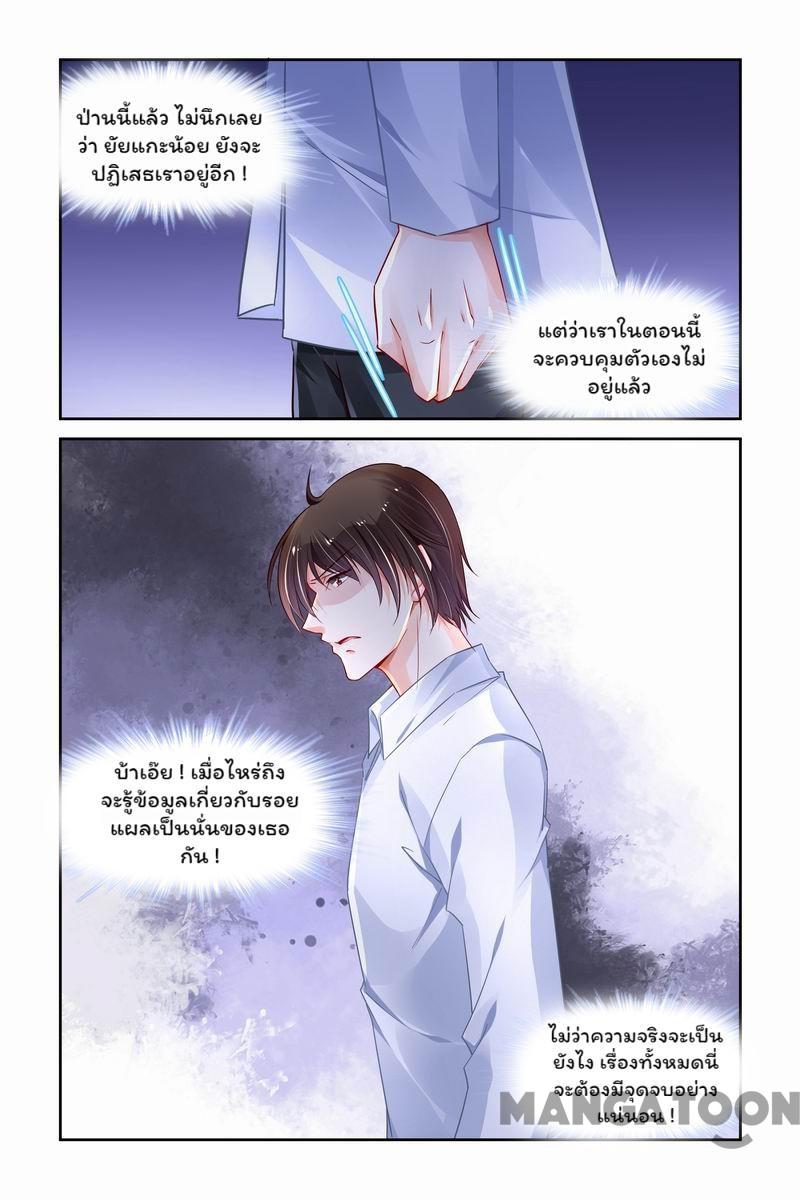 ป่านนี้แล้ว ไม่นึกเลย
ว่า ยัยแกะน้อย ยังจะ
ปฏิเสธเราอยู่อีก !
แต่ว่าเราในตอนนี้
จะควบคุมตัวเองไม่
อยู่แล้ว
บ้าเอ๊ย ! เมื่อไหร่ถึง
จะรู้ข้อมูลเกี่ยวกับรอย
แผลเป็นนั่นของเธอ
กัน !
ไม่ว่าความจริงจะเป็น
ยังไง เรื่องทั้งหมดนี่
จะต้องมีจุดจบอย่าง
แน่นอน !
MANGATOON